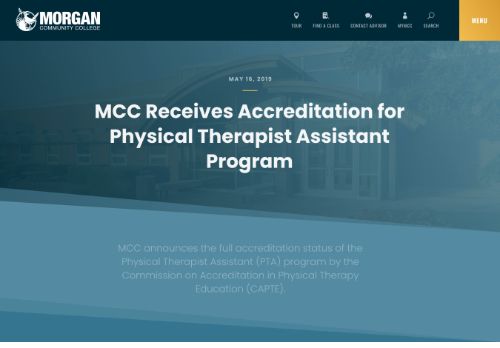 MORGAN
COMMUNITY COLLEGE
TOUR
FIND A CLASS
CONTACT ADVISOR
MYMCC
SEARCH
MENU
MAY 16, 2019
MCC Receives Accreditation for
Physical Therapist Assistant
Program
MCC announces the full accreditation status of the
Physical Therapist Assistant (PTA) program by the
Commission on Accreditation in Physical Therapy
Education (CAPTE).